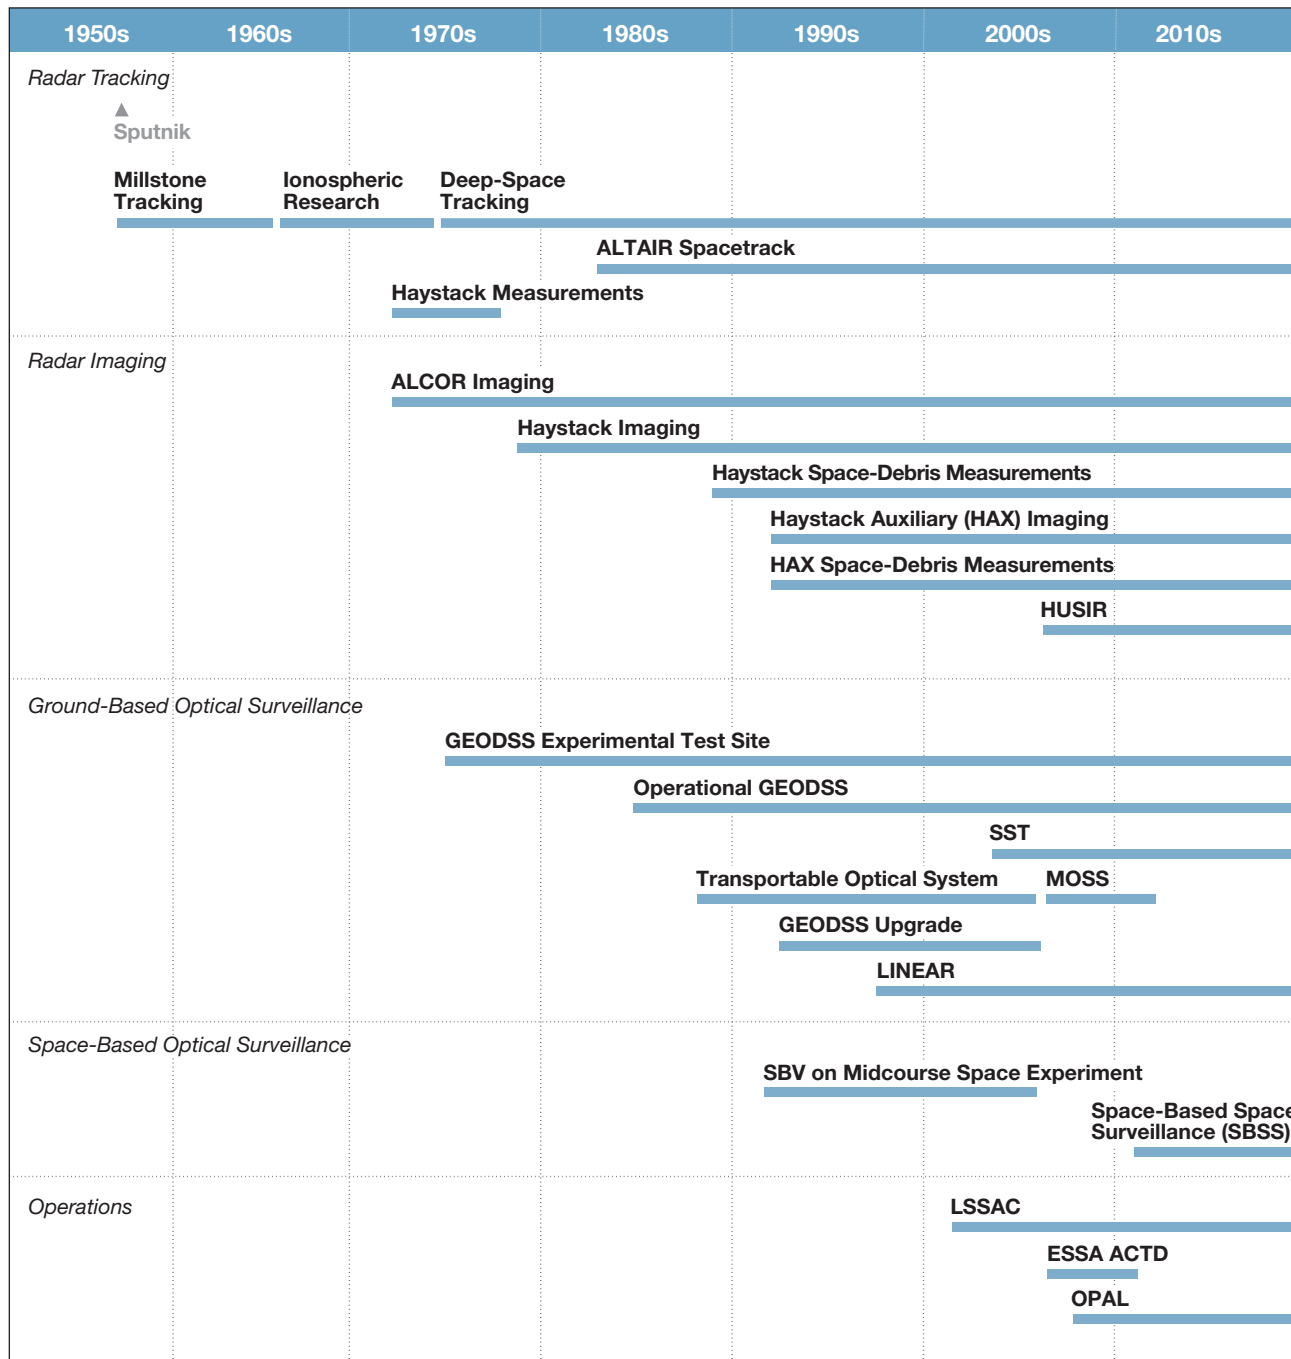 1950s 1960s 1970s 1980s 1990s 2000s 2010s
Radar Tracking
Sputnik
Millstone
Tracking
Ionospheric
Research
Deep-Space
Tracking
ALTAIR Spacetrack
Haystack Measurements
Radar Imaging
ALCOR Imaging
Haystack Imaging
Haystack Space-Debris Measurements
Haystack Auxiliary (HAX) Imaging
HAX Space-Debris Measurements
HUSIR
Ground-Based Optical Surveillance
GEODSS Experimental Test Site
Operational GEODSS
SST
Transportable Optical System MOSS
GEODSS Upgrade
LINEAR
Space-Based Optical Surveillance
SBV on Midcourse Space Experiment
Space-Based Space
Surveillance (SBSS)
Operations
LSSAC
ESSA ACTD
OPAL